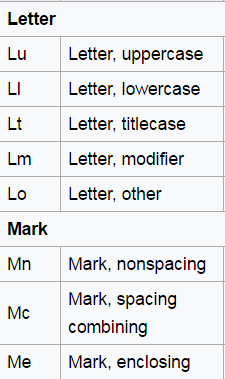 Letter
Lu Letter, uppercase
Ll Letter, lowercase
Lt Letter, titlecase
Lm Letter, modifier
Lo Letter, other
Mark
Mn Mark, nonspacing
Mc Mark, spacing
combining
Me Mark, enclosing